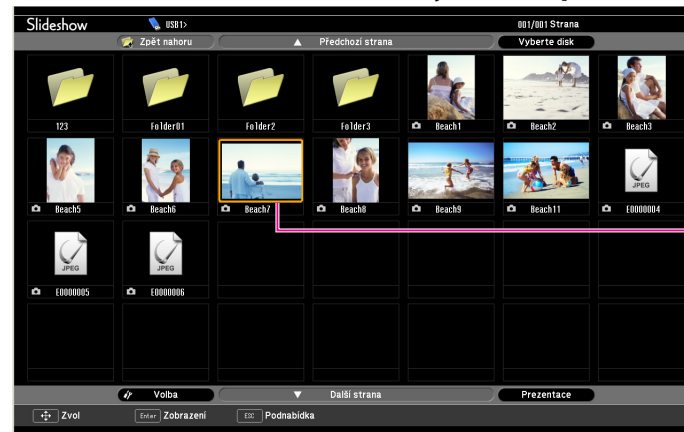 Slideshow USB1> 001/001 Strana
Zpět nahoru ▲ Předchozí strana Vyberte disk
123 Folder01 Folder2 Folder3 Beach1 Beach2 Beach3
JPEG
Beach5 Beach6 Beach7 Beach8 Beach9 Beach11 E0000004
JPEG JPEG
E0000005 E0000006
Volba ▼ Další strana Prezentace
Zvol Enter Zobrazení ESC Podnabídka